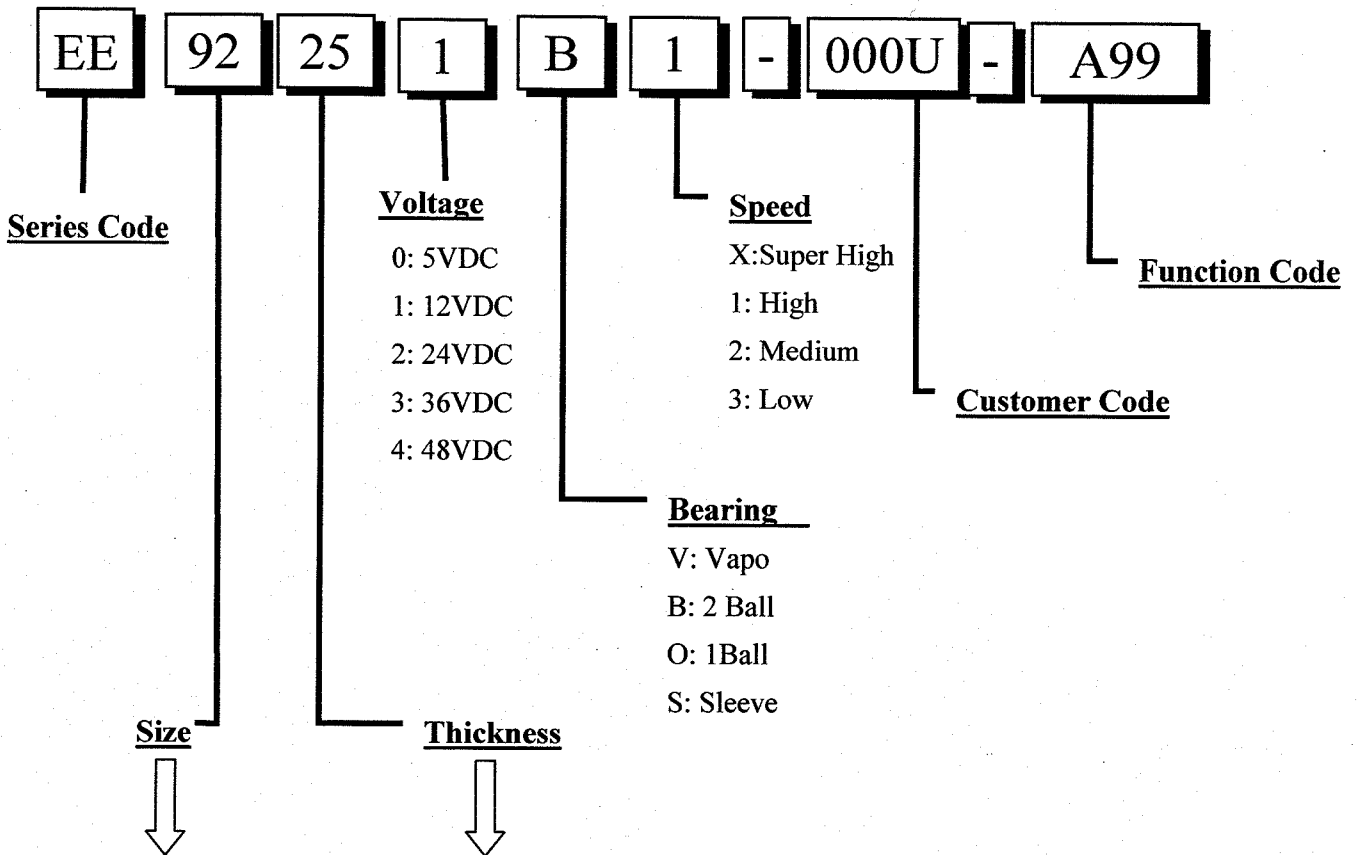 EE 92 25 1 B 1 - 000U - A99
Series Code
Voltage
0: 5VDC
1: 12VDC
2: 24VDC
3: 36VDC
4: 48VDC
Speed
X:Super High
1: High
2: Medium
3: Low
Function Code
Customer Code
Bearing
V: Vapo
B: 2 Ball
O: 1Ball
S: Sleeve
Size
Thickness